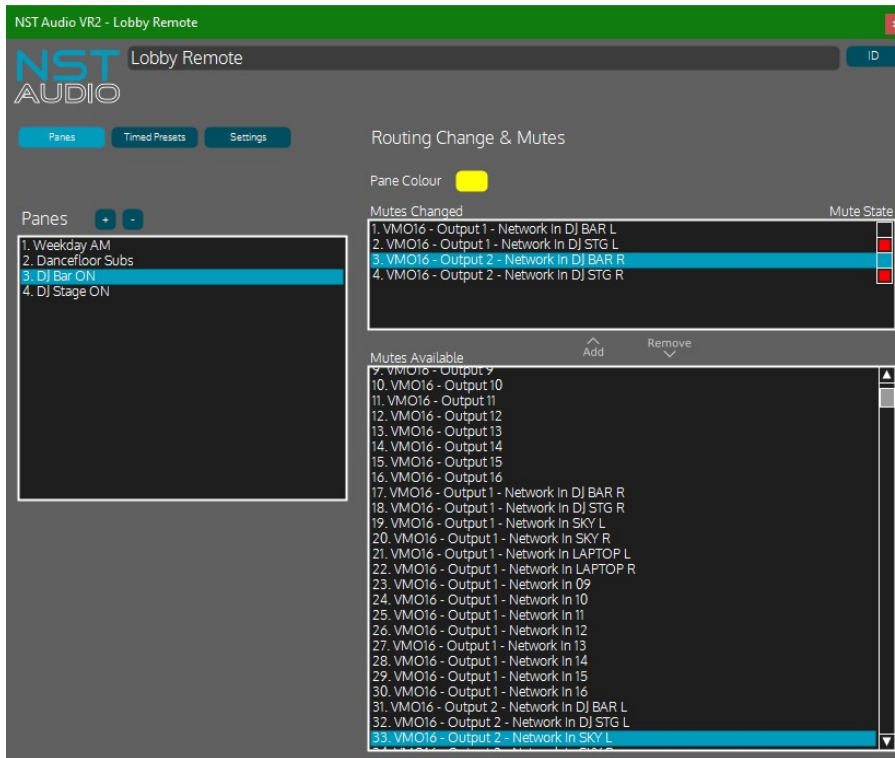 NST Audio VR2 - Lobby Remote
NST
AUDIO
Lobby Remote
ID
Panes
Timed Presets
Settings
Routing Change & Mutes
Pane Colour
Panes
+
-
1. Weekday AM
2. Dancefloor Subs
3. DJ Bar ON
4. DJ Stage ON
Mutes Changed
Mute State
1. VMO16 - Output 1 - Network In DJ BAR L
2. VMO16 - Output 1 - Network In DJ STG L
3. VMO16 - Output 2 - Network In DJ BAR R
4. VMO16 - Output 2 - Network In DJ STG R
Add
Remove
Mutes Available
9. VMO16 - Output 9
10. VMO16 - Output 10
11. VMO16 - Output 11
12. VMO16 - Output 12
13. VMO16 - Output 13
14. VMO16 - Output 14
15. VMO16 - Output 15
16. VMO16 - Output 16
17. VMO16 - Output 1 - Network In DJ BAR R
18. VMO16 - Output 1 - Network In DJ STG R
19. VMO16 - Output 1 - Network In SKY L
20. VMO16 - Output 1 - Network In SKY R
21. VMO16 - Output 1 - Network In LAPTOP L
22. VMO16 - Output 1 - Network In LAPTOP R
23. VMO16 - Output 1 - Network In 09
24. VMO16 - Output 1 - Network In 10
25. VMO16 - Output 1 - Network In 11
26. VMO16 - Output 1 - Network In 12
27. VMO16 - Output 1 - Network In 13
28. VMO16 - Output 1 - Network In 14
29. VMO16 - Output 1 - Network In 15
30. VMO16 - Output 1 - Network In 16
31. VMO16 - Output 2 - Network In DJ BAR L
32. VMO16 - Output 2 - Network In DJ STG L
33. VMO16 - Output 2 - Network In SKY L